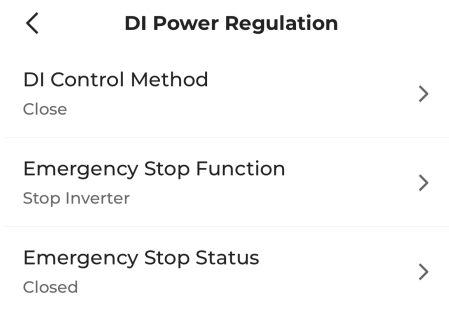 DI Power Regulation
DI Control Method
Close
Emergency Stop Function
Stop Inverter
Emergency Stop Status
Closed